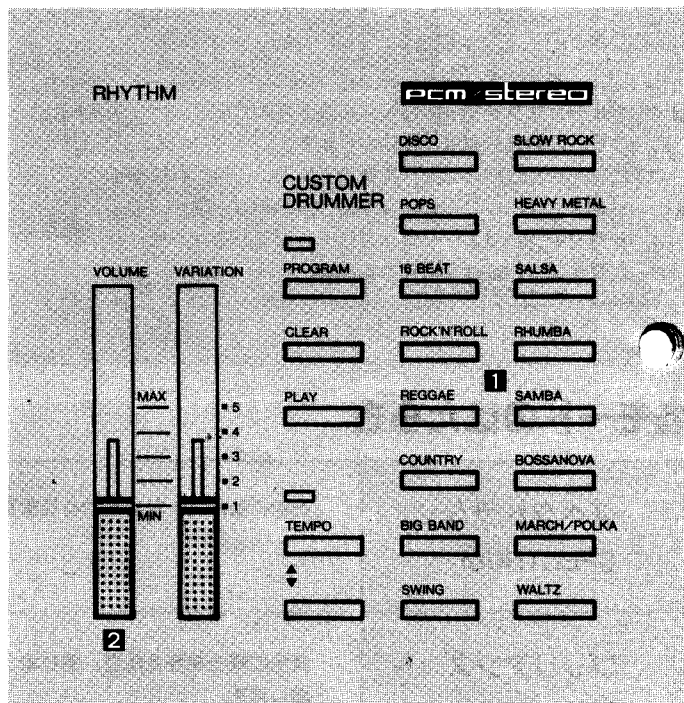 RHYTHM
pcm stereo
DISCO SLOW ROCK
CUSTOM
DRUMMER
POPS HEAVY METAL
VOLUME VARIATION
PROGRAM 16 BEAT SALSA
CLEAR ROCK'N'ROLL RHUMBA
1
MAX
5
PLAY REGGAE SAMBA
4
3
COUNTRY BOSSANOVA
2
1
MIN
TEMPO BIG BAND MARCH/POLKA
SWING WALTZ
2